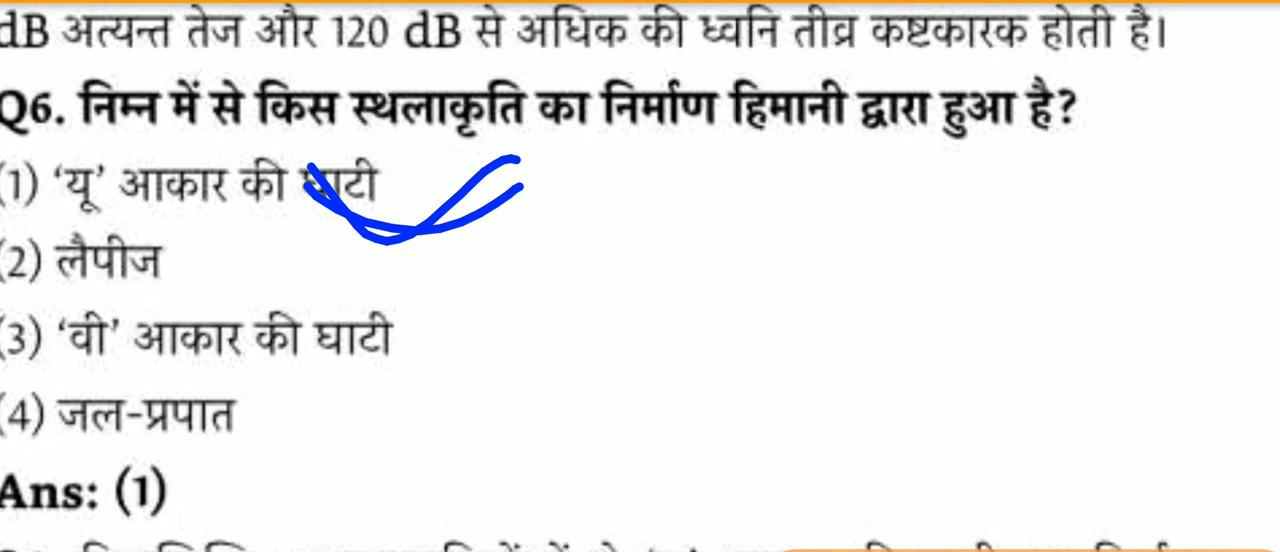 dB अत्यन्त तेज और 120 dB से अधिक की ध्वनि तीव्र कष्टकारक होती है।
Q6. निम्न में से किस स्थलाकृति का निर्माण हिमानी द्वारा हुआ है?
(1) ‘यू’ आकार की घाटी
(2) लैपीज
(3) ‘वी’ आकार की घाटी
(4) जल-प्रपात
Ans: (1)